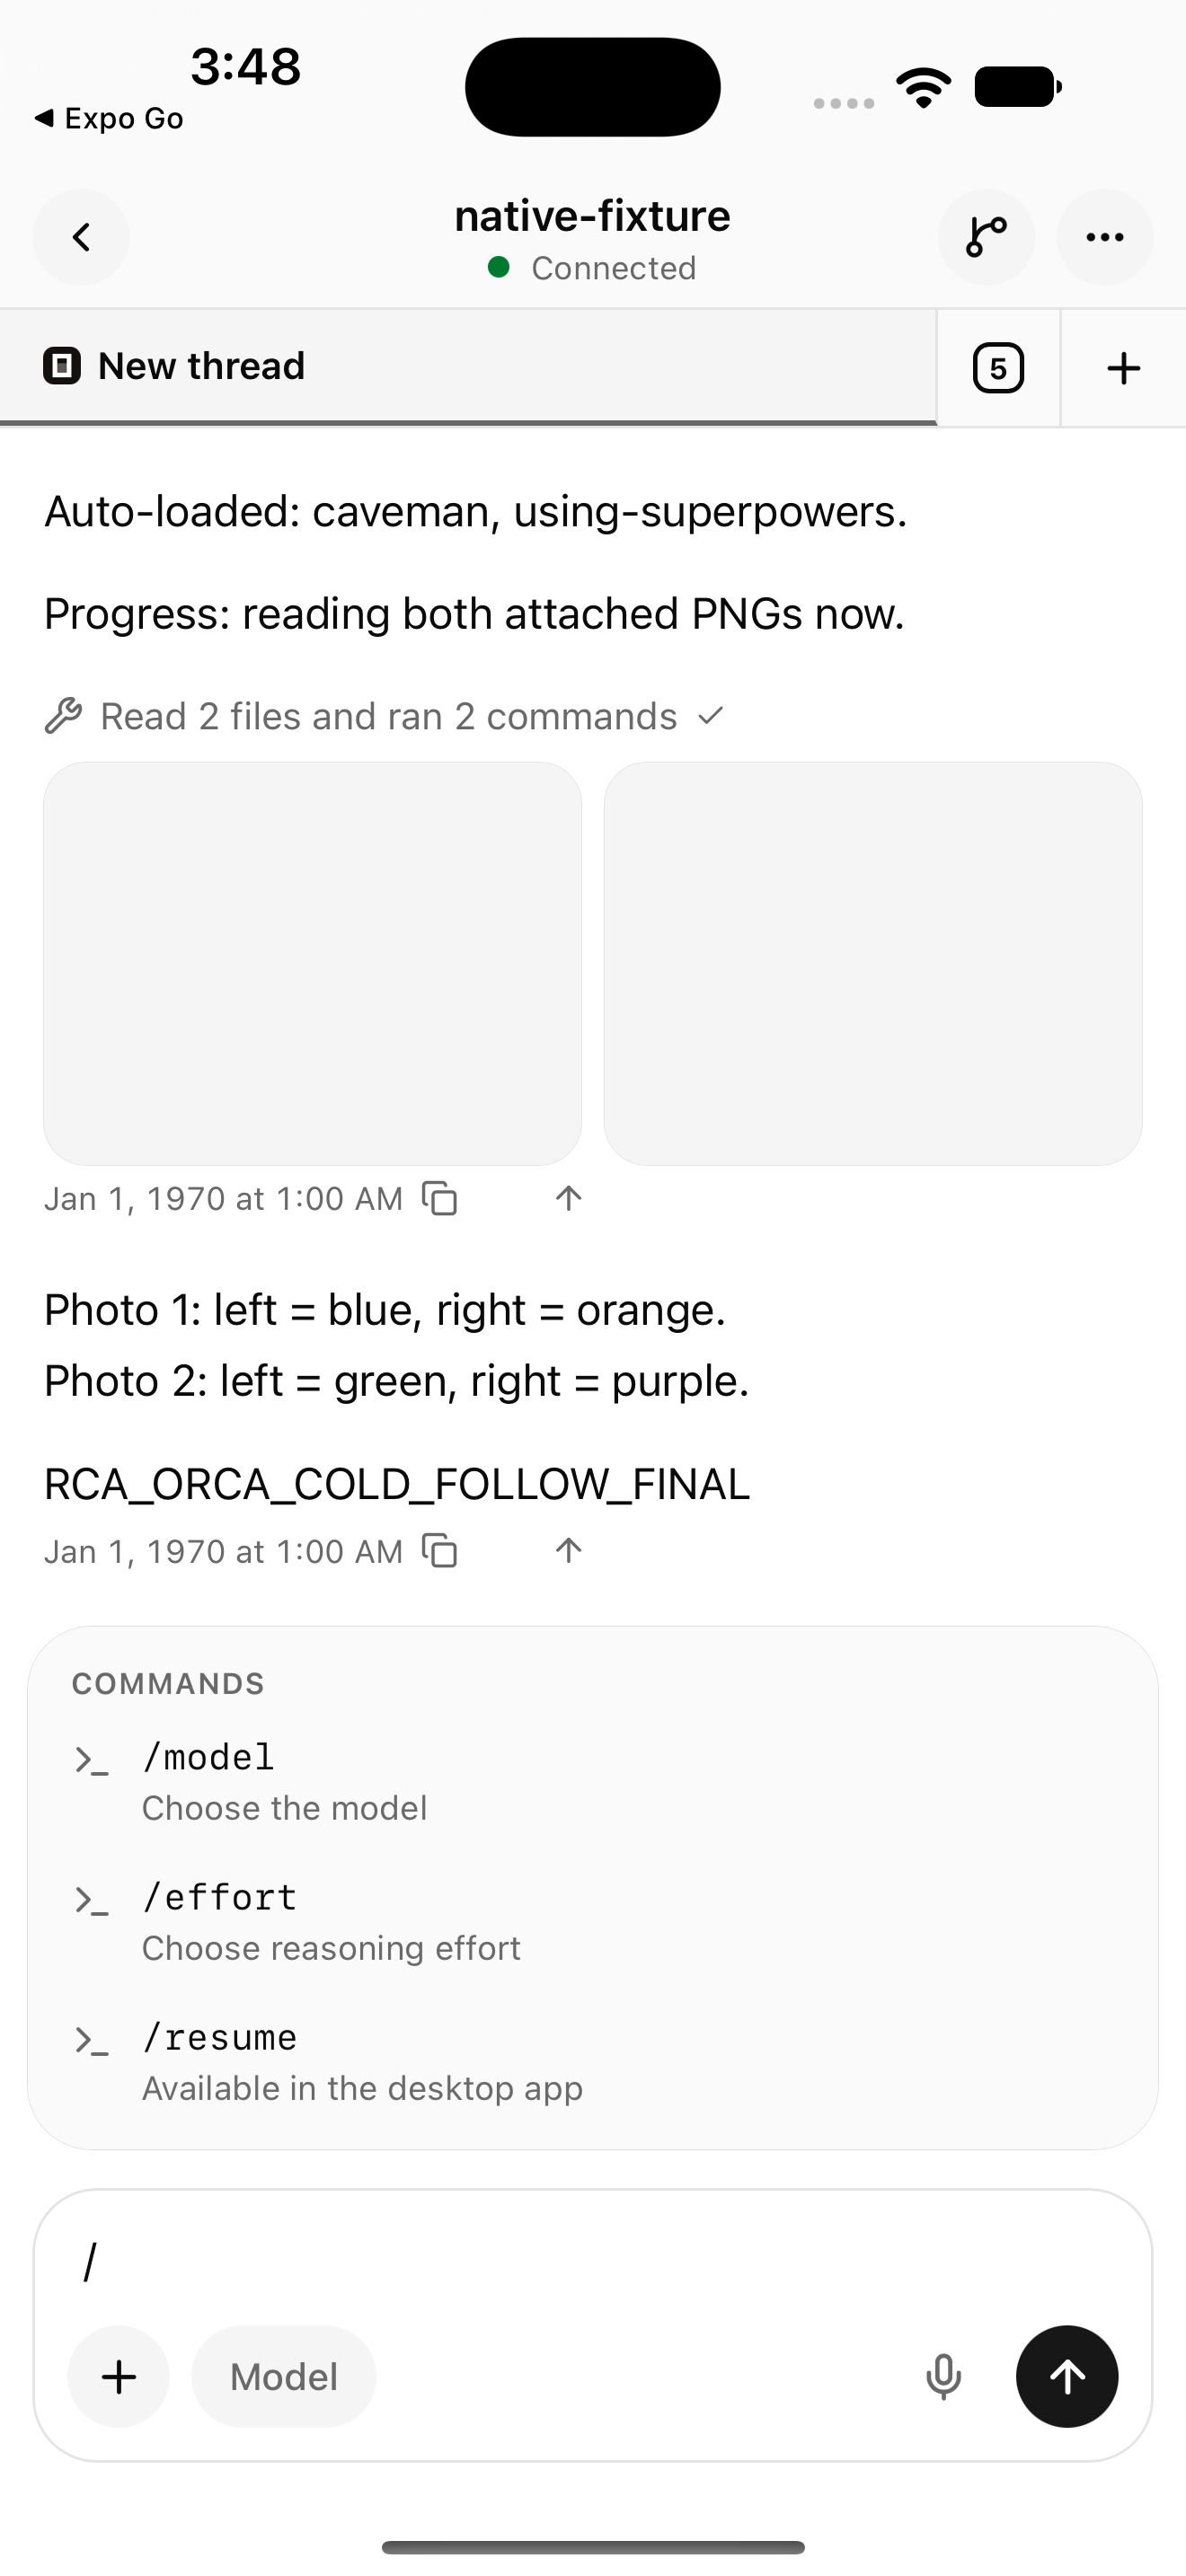 3:48
Expo Go
native-fixture
Connected
New thread
5
Auto-loaded: caveman, using-superpowers.
Progress: reading both attached PNGs now.
Read 2 files and ran 2 commands
Jan 1, 1970 at 1:00 AM
Photo 1: left = blue, right = orange.
Photo 2: left = green, right = purple.
RCA_ORCA_COLD_FOLLOW_FINAL
Jan 1, 1970 at 1:00 AM
COMMANDS
/model
Choose the model
/effort
Choose reasoning effort
/resume
Available in the desktop app
/
Model